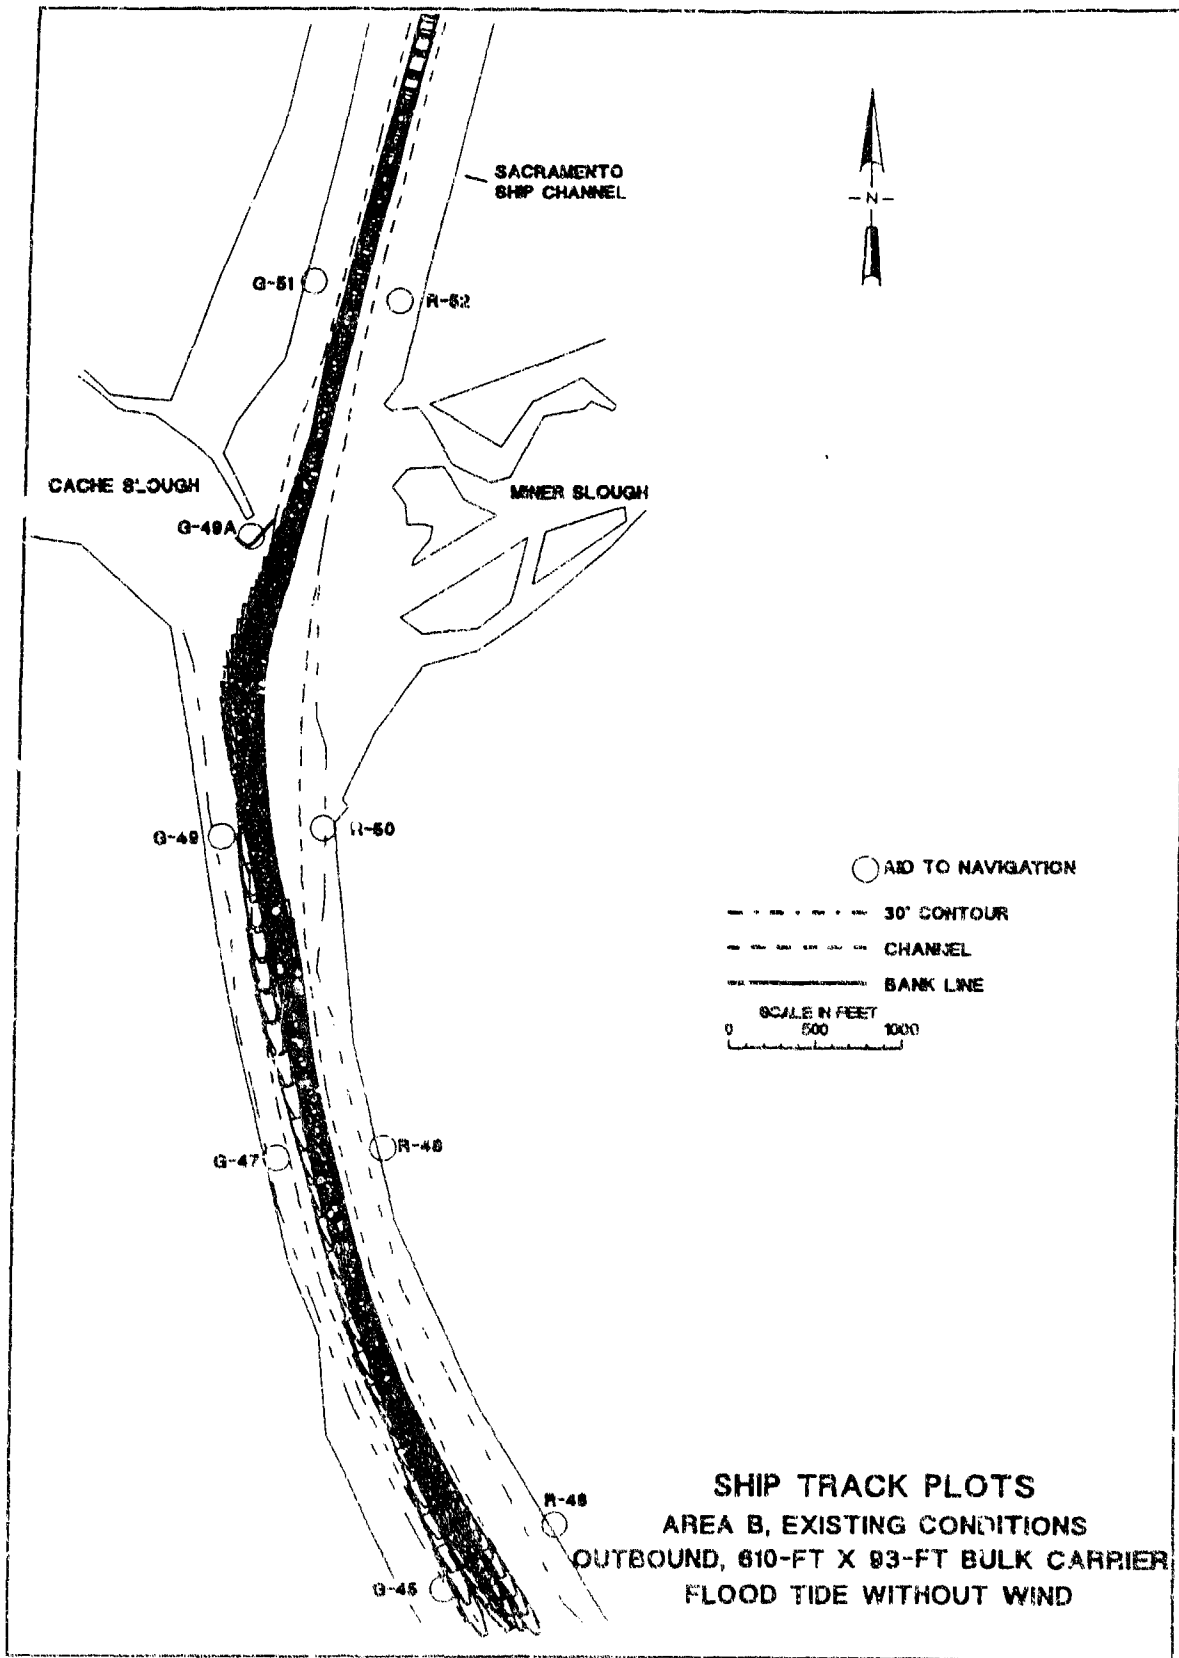 SACRAMENTO
SHIP CHANNEL
N
G-51
R-52
CACHE SLOUGH
MINER SLOUGH
G-49A
G-49
R-50
AID TO NAVIGATION
30' CONTOUR
CHANNEL
BANK LINE
SCALE IN FEET
0 500 1000
G-47
R-48
R-46
G-45
SHIP TRACK PLOTS
AREA B, EXISTING CONDITIONS
OUTBOUND, 610-FT X 93-FT BULK CARRIER
FLOOD TIDE WITHOUT WIND